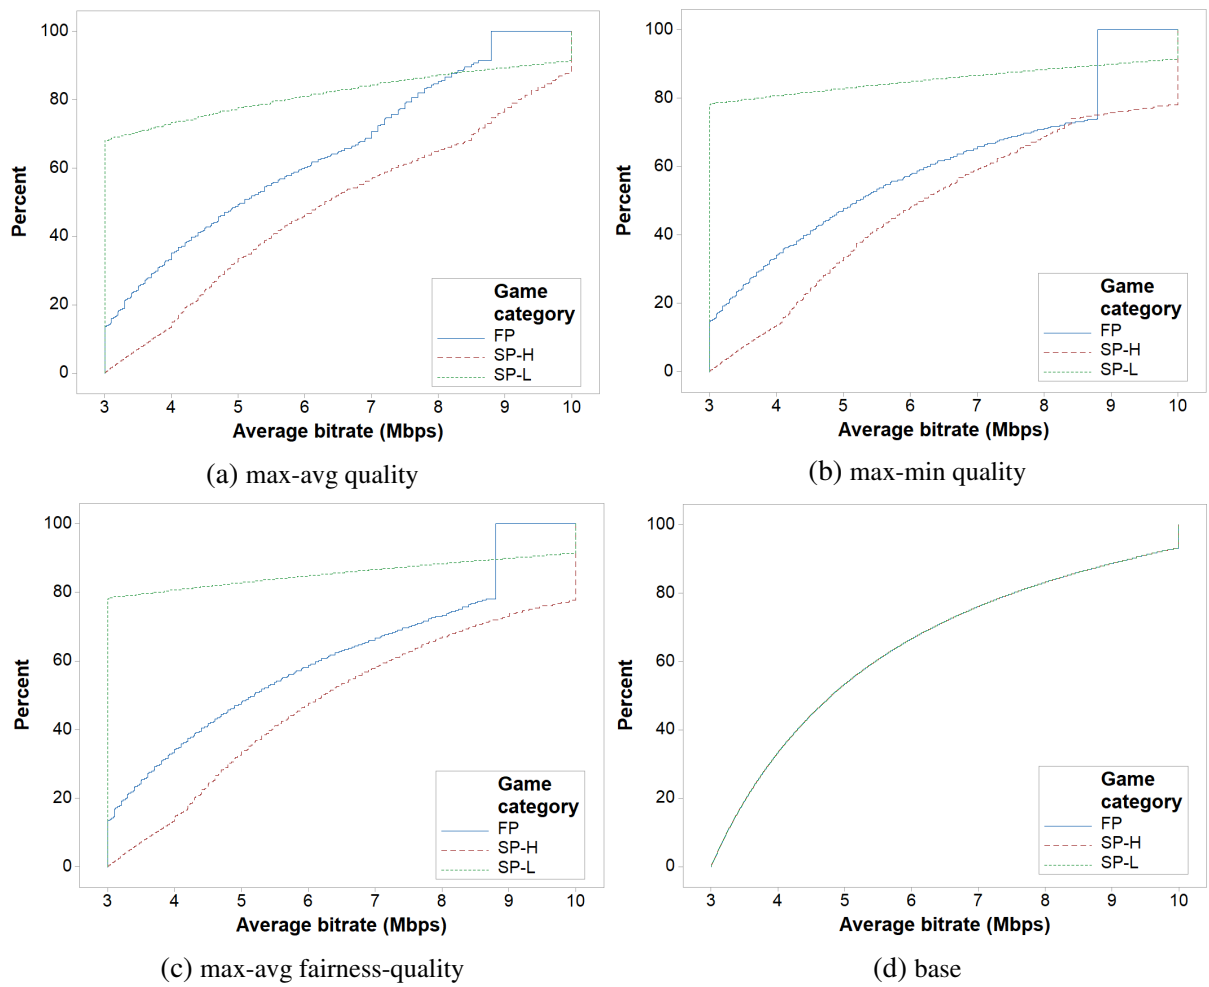 100
80
60
40
20
0
Percent
3 4 5 6 7 8 9 10
Average bitrate (Mbps)
Game
category
FP
SP-H
SP-L
(a) max-avg quality
100
80
60
40
20
0
Percent
3 4 5 6 7 8 9 10
Average bitrate (Mbps)
Game
category
FP
SP-H
SP-L
(b) max-min quality
100
80
60
40
20
0
Percent
3 4 5 6 7 8 9 10
Average bitrate (Mbps)
Game
category
FP
SP-H
SP-L
(c) max-avg fairness-quality
100
80
60
40
20
0
Percent
3 4 5 6 7 8 9 10
Average bitrate (Mbps)
Game
category
FP
SP-H
SP-L
(d) base